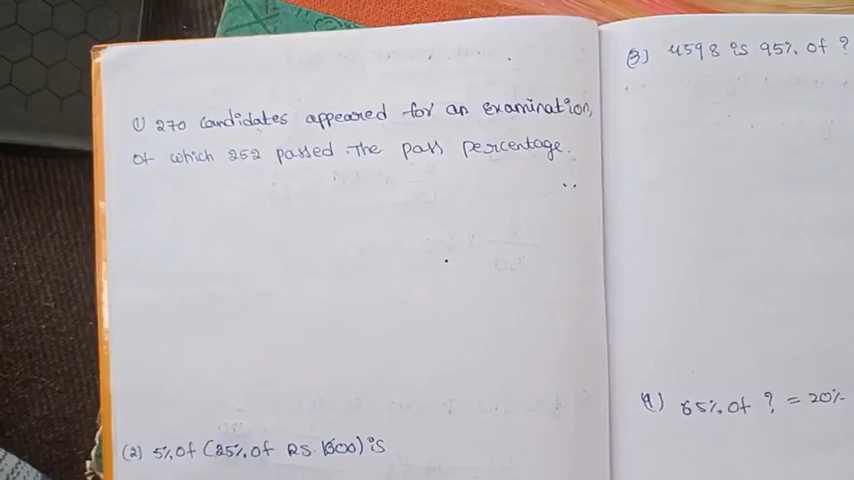 1) 270 candidates appeared for an examination,
of which 252 passed. The pass percentage.
(2) 5% of (25% of RS. 1600) is
(3) 4598 is 95% of ?
4) 65% of ? = 20%